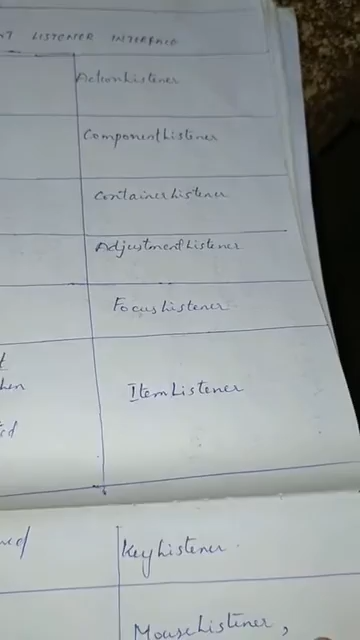 LISTENER INTERFACE
ActionListener
ComponentListener
ContainerListener
AdjustmentListener
FocusListener
ItemListener
KeyListener
MouseListener,